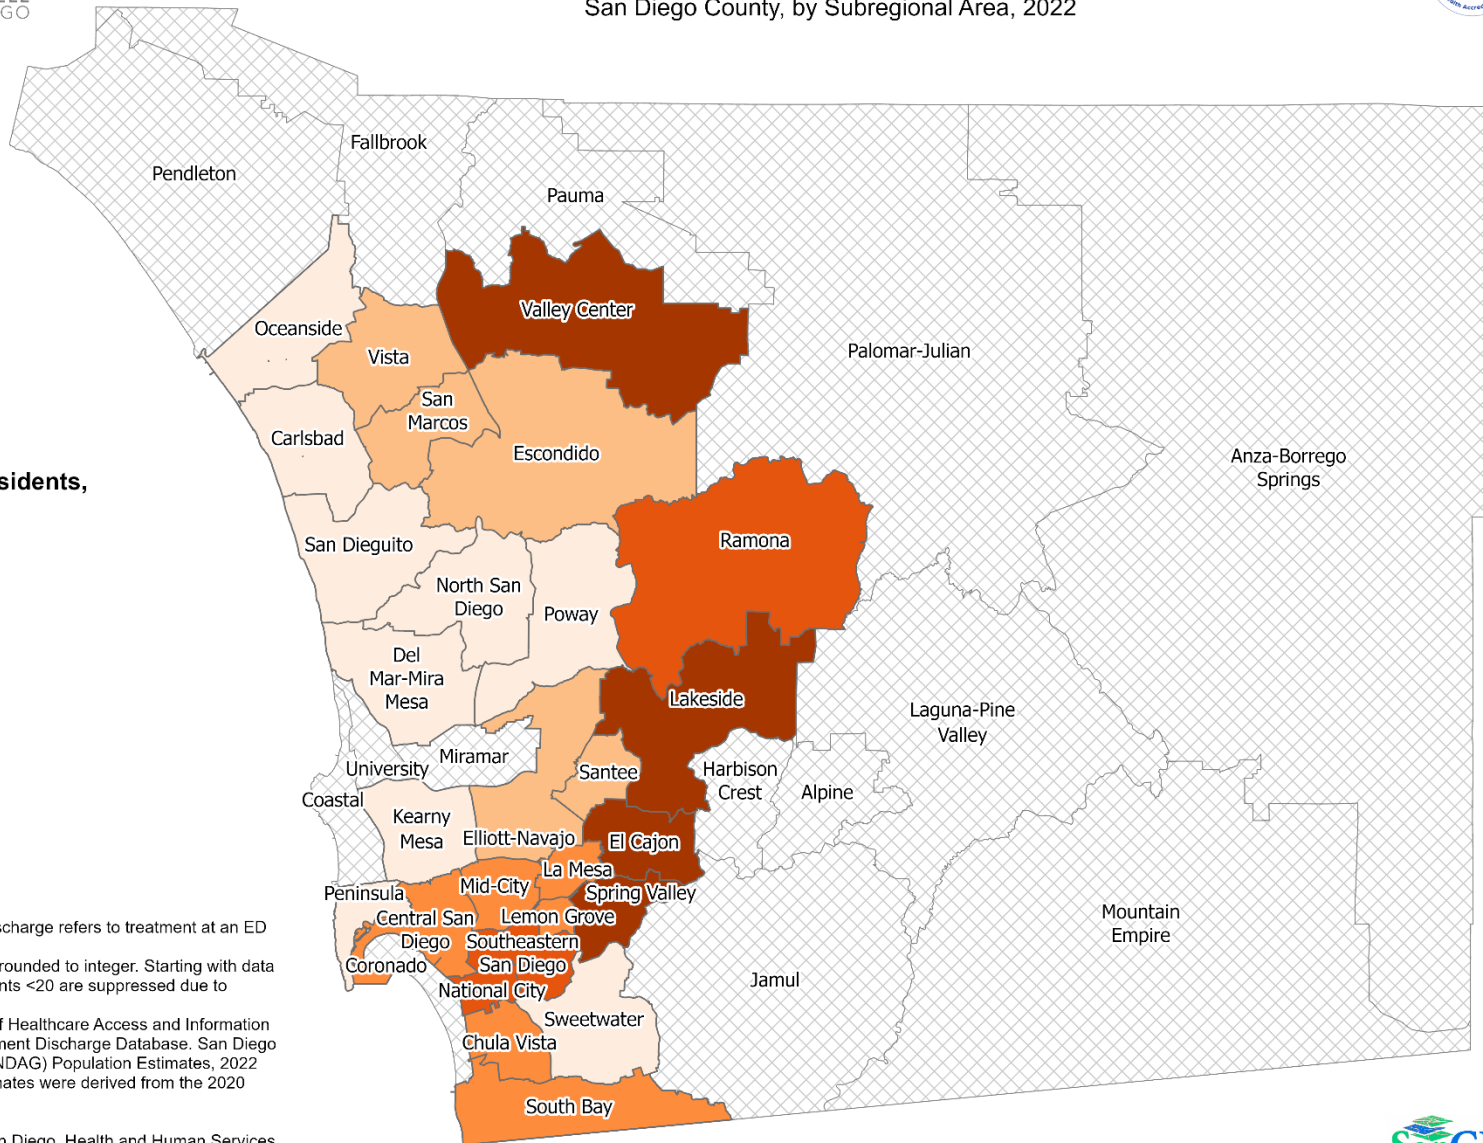 GO
San Diego County, by Subregional Area, 2022
Fallbrook
Pendleton
Pauma
Valley Center
Oceanside
Vista
Palomar-Julian
San
Marcos
Carlsbad
Escondido
Anza-Borrego
Springs
sidents,
Ramona
San Dieguito
North San
Diego
Poway
Del
Mar-Mira
Mesa
Lakeside
Laguna-Pine
Valley
Miramar
University
Santee
Harbison
Crest
Alpine
Coastal
Kearny
Mesa
Elliott-Navajo
El Cajon
La Mesa
Mid-City
Peninsula
Spring Valley
Central San
Diego
Lemon Grove
Mountain
Empire
Southeastern
San Diego
Coronado
Jamul
National City
Sweetwater
Chula Vista
South Bay
scharge refers to treatment at an ED
rounded to integer. Starting with data
nts <20 are suppressed due to
f Healthcare Access and Information
ment Discharge Database. San Diego
NDAG) Population Estimates, 2022
mates were derived from the 2020
n Diego, Health and Human Services